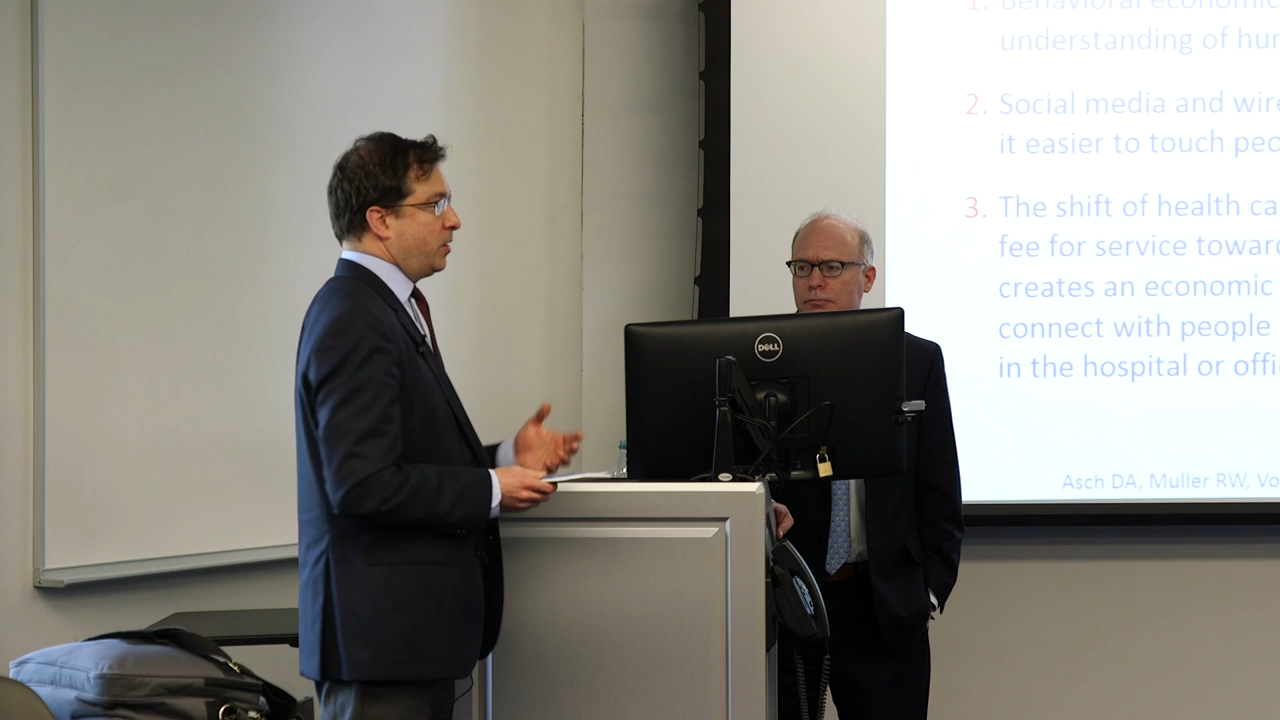 1. Behavioral economic
understanding of hu
2. Social media and wire
it easier to touch peo
3. The shift of health ca
fee for service toward
creates an economic
connect with people
in the hospital or offi
Asch DA, Muller RW, Vo
DELL